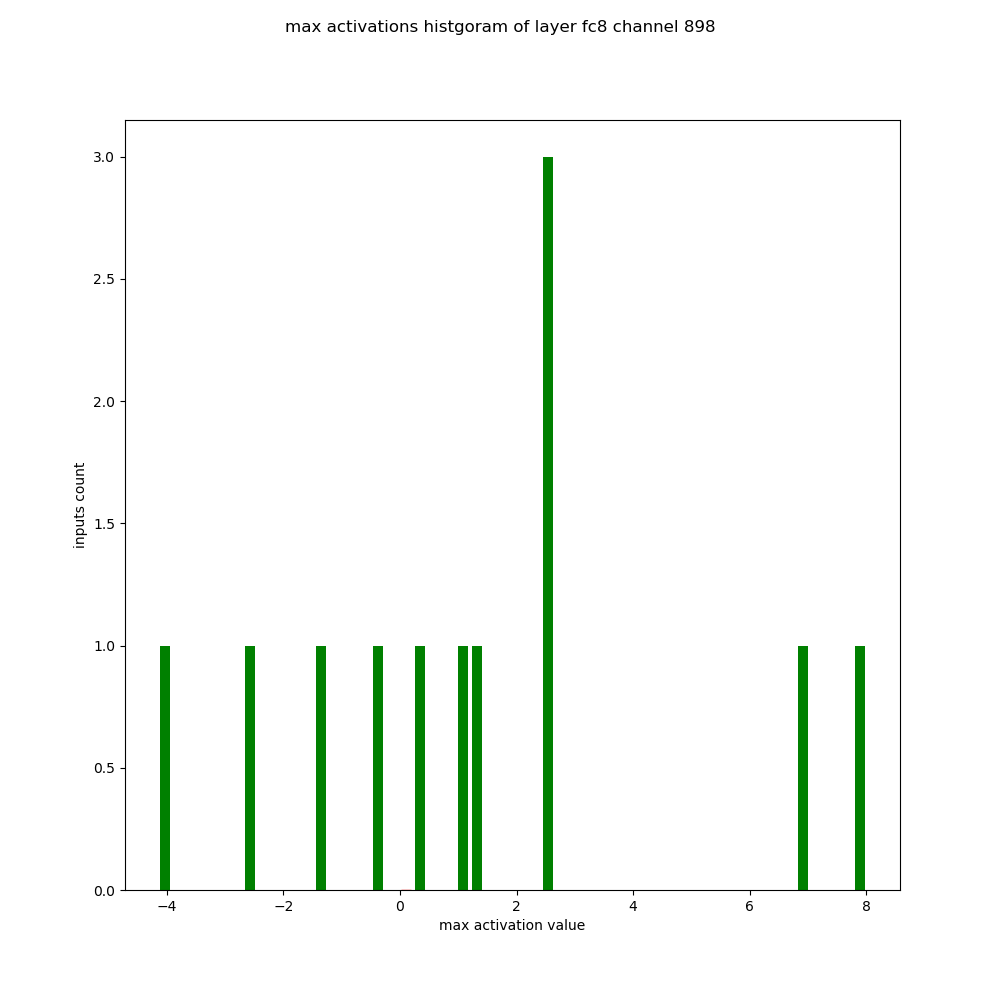 max activations histgoram of layer fc8 channel 898
3.0
2.5
2.0
1.5
1.0
0.5
0.0
inputs count
−4 −2 0 2 4 6 8
max activation value